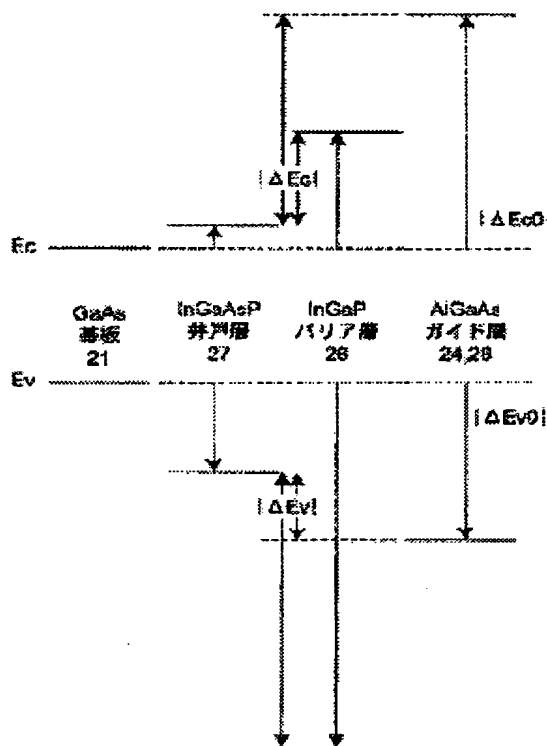 |ΔEc|
|ΔEc0|
Ec
GaAs
基板
21
InGaAsP
井戸層
27
InGaP
バリア層
26
AlGaAs
ガイド層
24,28
Ev
|ΔEv0|
|ΔEv|